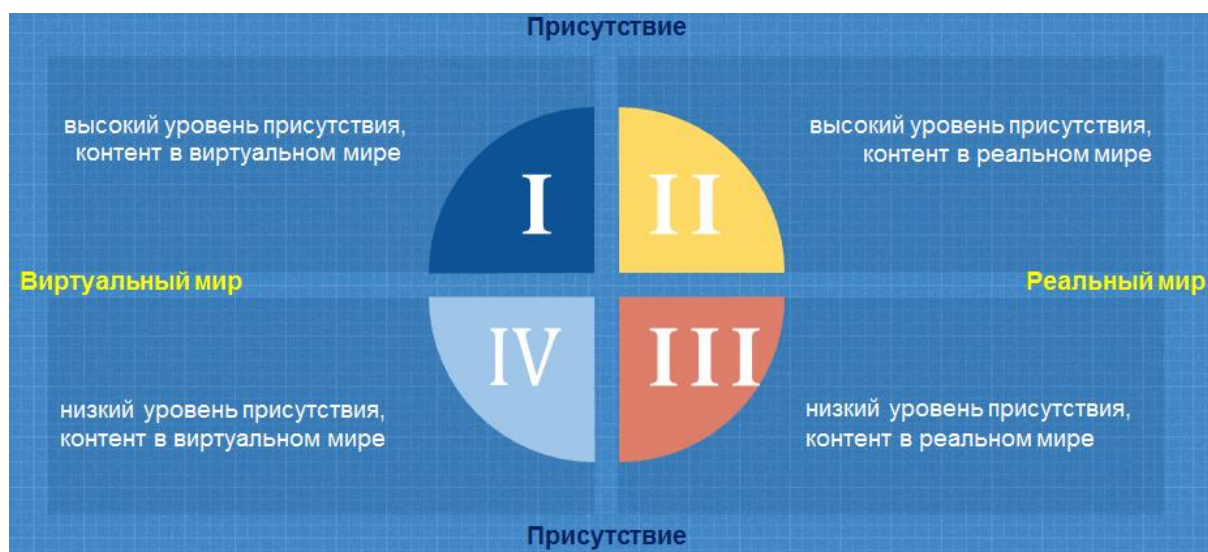 Присутствие
высокий уровень присутствия,
контент в виртуальном мире
высокий уровень присутствия,
контент в реальном мире
I
II
Виртуальный мир
Реальный мир
IV
III
низкий уровень присутствия,
контент в виртуальном мире
низкий уровень присутствия,
контент в реальном мире
Присутствие